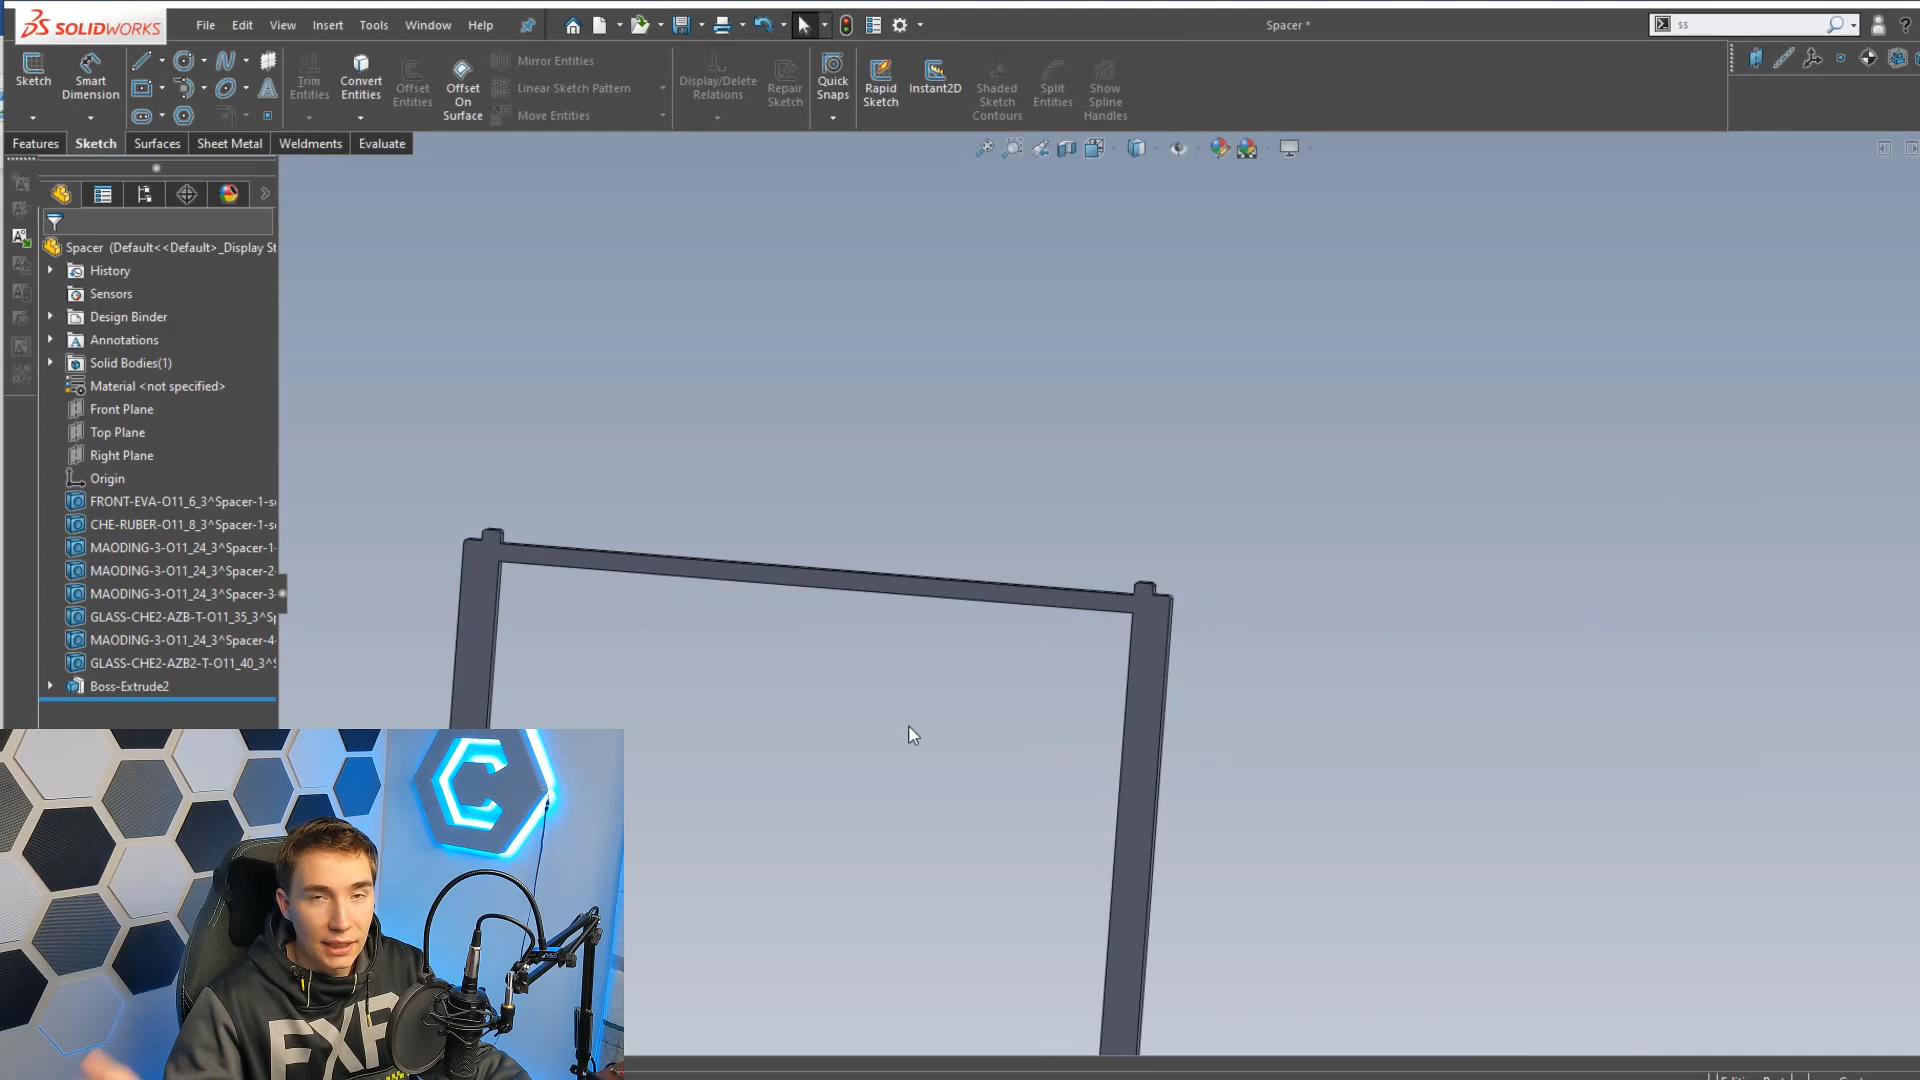 SOLIDWORKS
File Edit View Insert Tools Window Help
Spacer *
ss
Sketch
Smart Dimension
Trim Entities
Convert Entities
Offset Entities
Offset On Surface
Mirror Entities
Linear Sketch Pattern
Move Entities
Display/Delete Relations
Repair Sketch
Quick Snaps
Rapid Sketch
Instant2D
Shaded Sketch Contours
Split Entities
Show Spline Handles
Features Sketch Surfaces Sheet Metal Weldments Evaluate
Spacer (Default<<Default>_Display St
History
Sensors
Design Binder
Annotations
Solid Bodies(1)
Material <not specified>
Front Plane
Top Plane
Right Plane
Origin
FRONT-EVA-O11_6_3^Spacer-1-s
CHE-RUBER-O11_8_3^Spacer-1-s
MAODING-3-O11_24_3^Spacer-1
MAODING-3-O11_24_3^Spacer-2
MAODING-3-O11_24_3^Spacer-3
GLASS-CHE2-AZB-T-O11_35_3^S
MAODING-3-O11_24_3^Spacer-4
GLASS-CHE2-AZB2-T-O11_40_3^
Boss-Extrude2
C